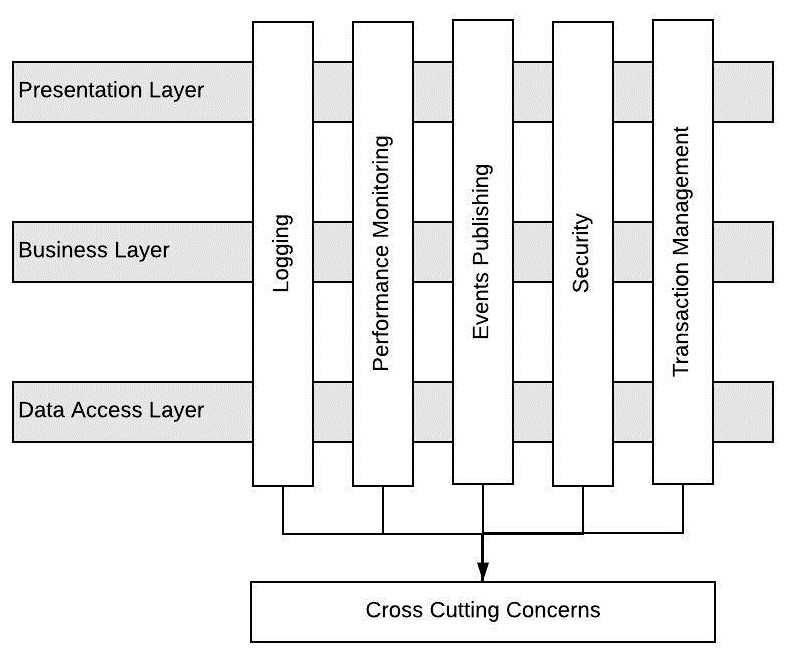 Presentation Layer
Business Layer
Data Access Layer
Logging
Performance Monitoring
Events Publishing
Security
Transaction Management
Cross Cutting Concerns